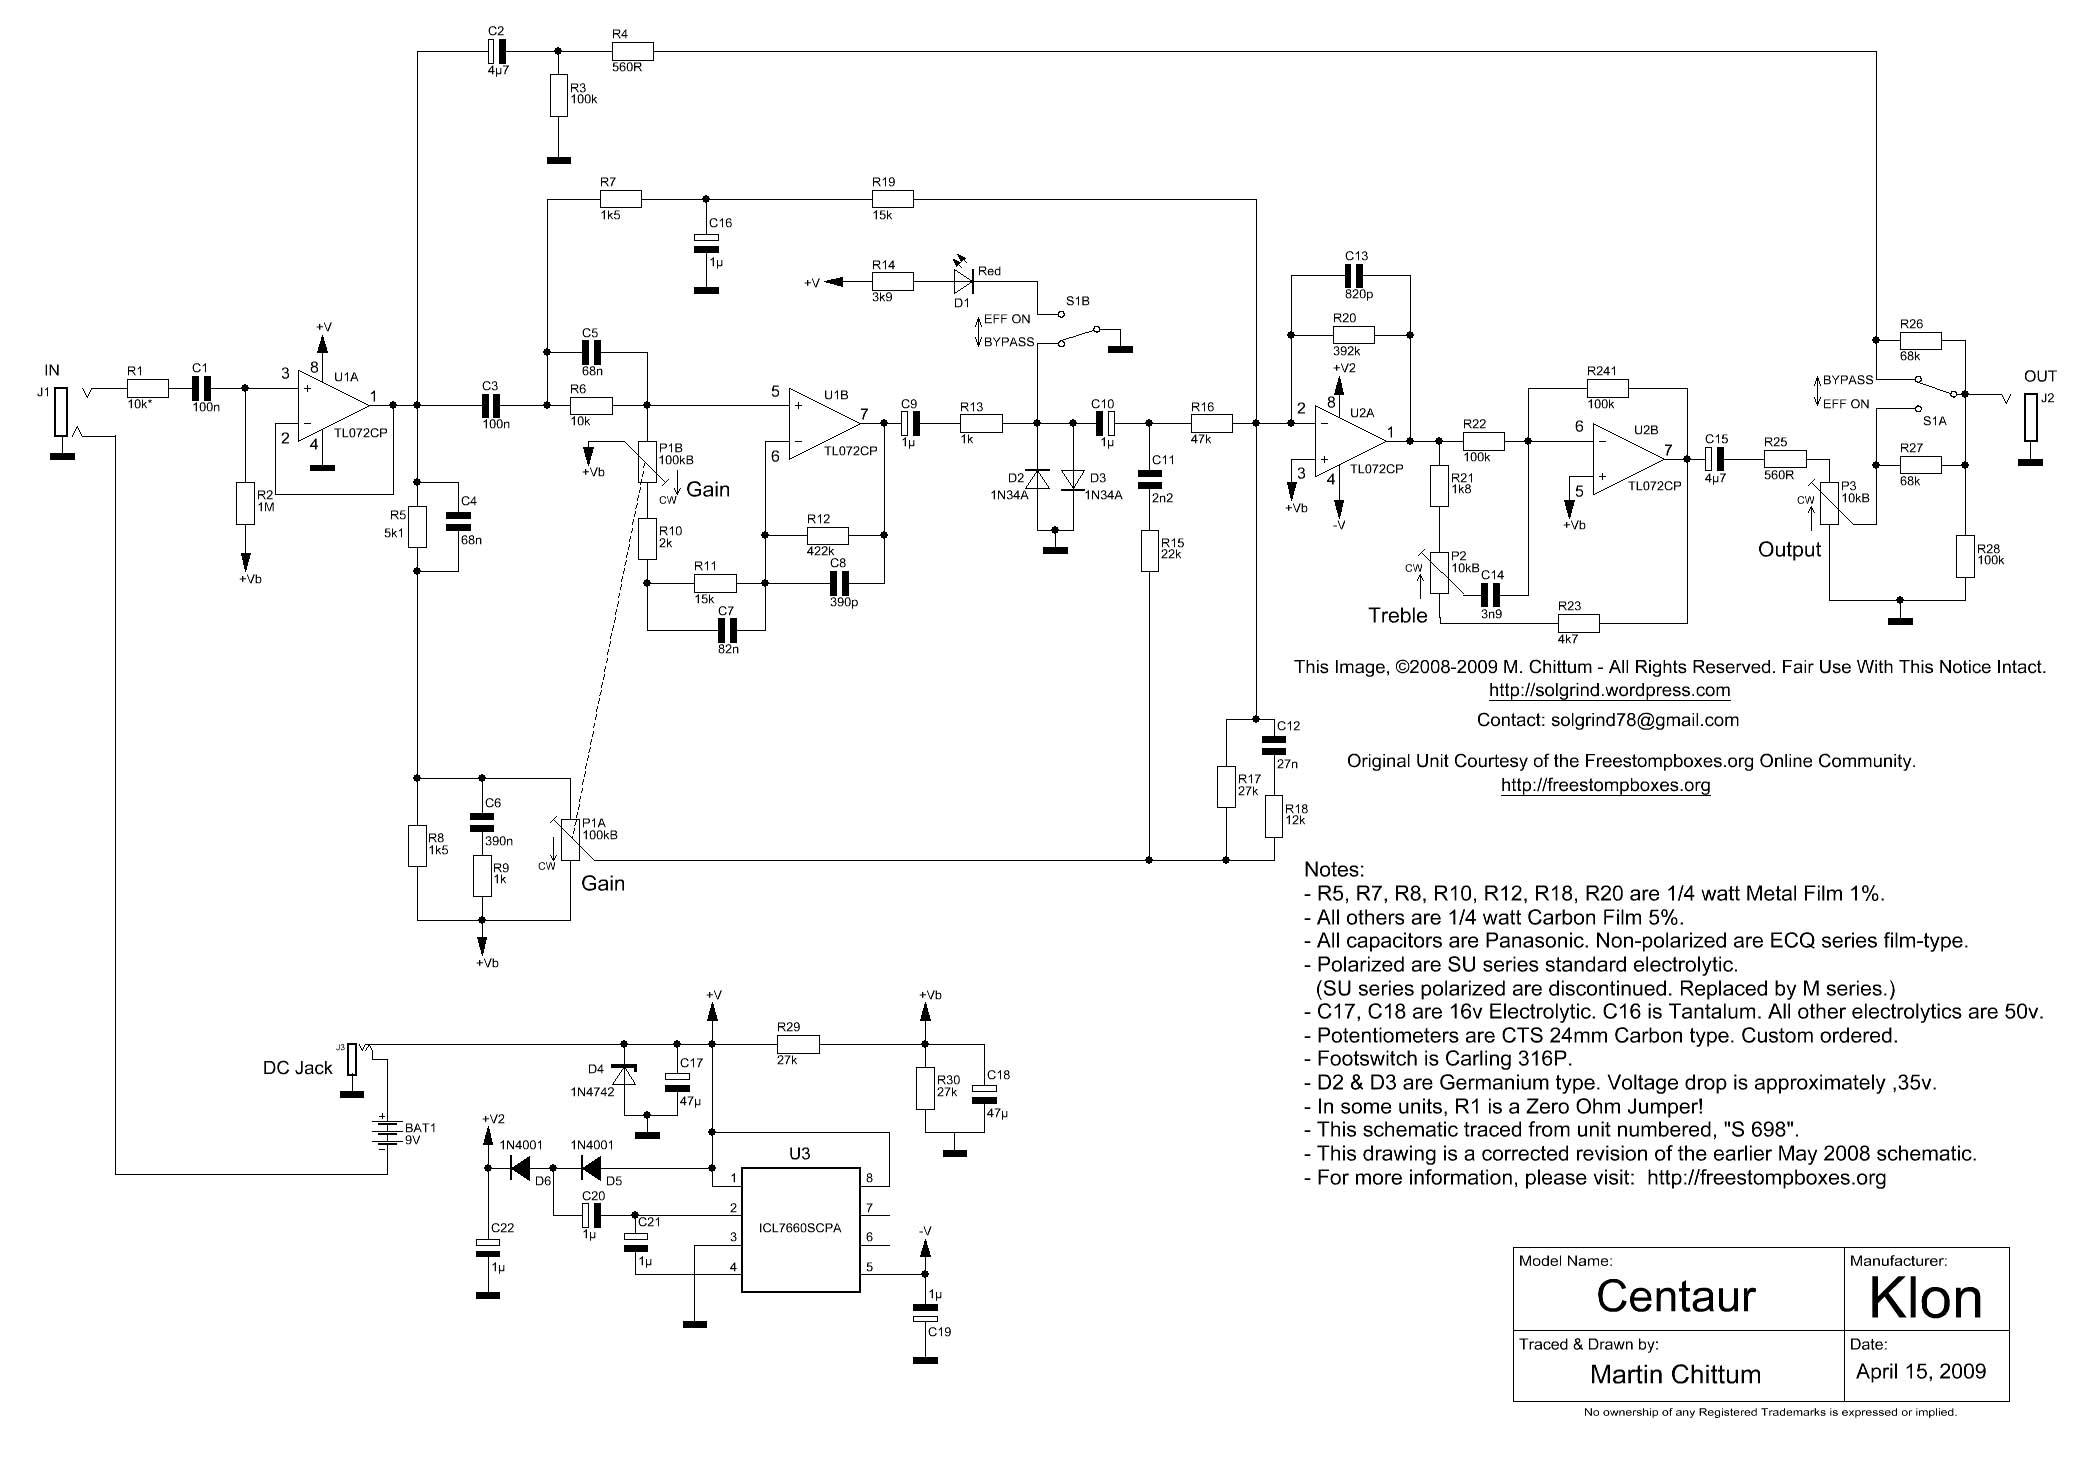 C2
4µ7
R4
560R
R3
100k
R7
1k5
C16
1µ
R19
15k
+V
R14
3k9
D1
Red
S1B
EFF ON
BYPASS
C13
820p
R20
392k
+V2
IN
J1
R1
10k*
C1
100n
R2
1M
+Vb
+V
3
8
1
2
4
+
−
U1A
TL072CP
C3
100n
C5
68n
R6
10k
R5
5k1
C4
68n
+Vb
P1B
100kB
CW
Gain
R10
2k
R11
15k
C7
82n
5
6
7
+
−
U1B
TL072CP
R12
422k
C8
390p
C9
1µ
R13
1k
D2
1N34A
D3
1N34A
C10
1µ
C11
2n2
R15
22k
R16
47k
2
3
8
4
1
−
+
U2A
TL072CP
+Vb
-V
R21
1k8
R22
100k
R241
100k
6
5
7
−
+
U2B
TL072CP
+Vb
P2
10kB
CW
Treble
C14
3n9
R23
4k7
C15
4µ7
R25
560R
P3
10kB
CW
Output
R26
68k
BYPASS
EFF ON
S1A
R27
68k
R28
100k
OUT
J2
This Image, ©2008-2009 M. Chittum - All Rights Reserved. Fair Use With This Notice Intact.
http://solgrind.wordpress.com
Contact: solgrind78@gmail.com
Original Unit Courtesy of the Freestompboxes.org Online Community.
http://freestompboxes.org
R17
27k
C12
27n
R18
12k
R8
1k5
C6
390n
R9
1k
P1A
100kB
CW
Gain
+Vb
Notes:
- R5, R7, R8, R10, R12, R18, R20 are 1/4 watt Metal Film 1%.
- All others are 1/4 watt Carbon Film 5%.
- All capacitors are Panasonic. Non-polarized are ECQ series film-type.
- Polarized are SU series standard electrolytic.
(SU series polarized are discontinued. Replaced by M series.)
- C17, C18 are 16v Electrolytic. C16 is Tantalum. All other electrolytics are 50v.
- Potentiometers are CTS 24mm Carbon type. Custom ordered.
- Footswitch is Carling 316P.
- D2 & D3 are Germanium type. Voltage drop is approximately ,35v.
- In some units, R1 is a Zero Ohm Jumper!
- This schematic traced from unit numbered, "S 698".
- This drawing is a corrected revision of the earlier May 2008 schematic.
- For more information, please visit: http://freestompboxes.org
DC Jack
J3
+
BAT1
9V
−
D4
1N4742
C17
47µ
+V
R29
27k
+Vb
R30
27k
C18
47µ
+V2
1N4001
D6
1N4001
D5
C20
1µ
C21
1µ
C22
1µ
U3
ICL7660SCPA
1
2
3
4
8
7
6
5
-V
1µ
C19
Model Name:
Centaur
Manufacturer:
Klon
Traced & Drawn by:
Martin Chittum
Date:
April 15, 2009
No ownership of any Registered Trademarks is expressed or implied.